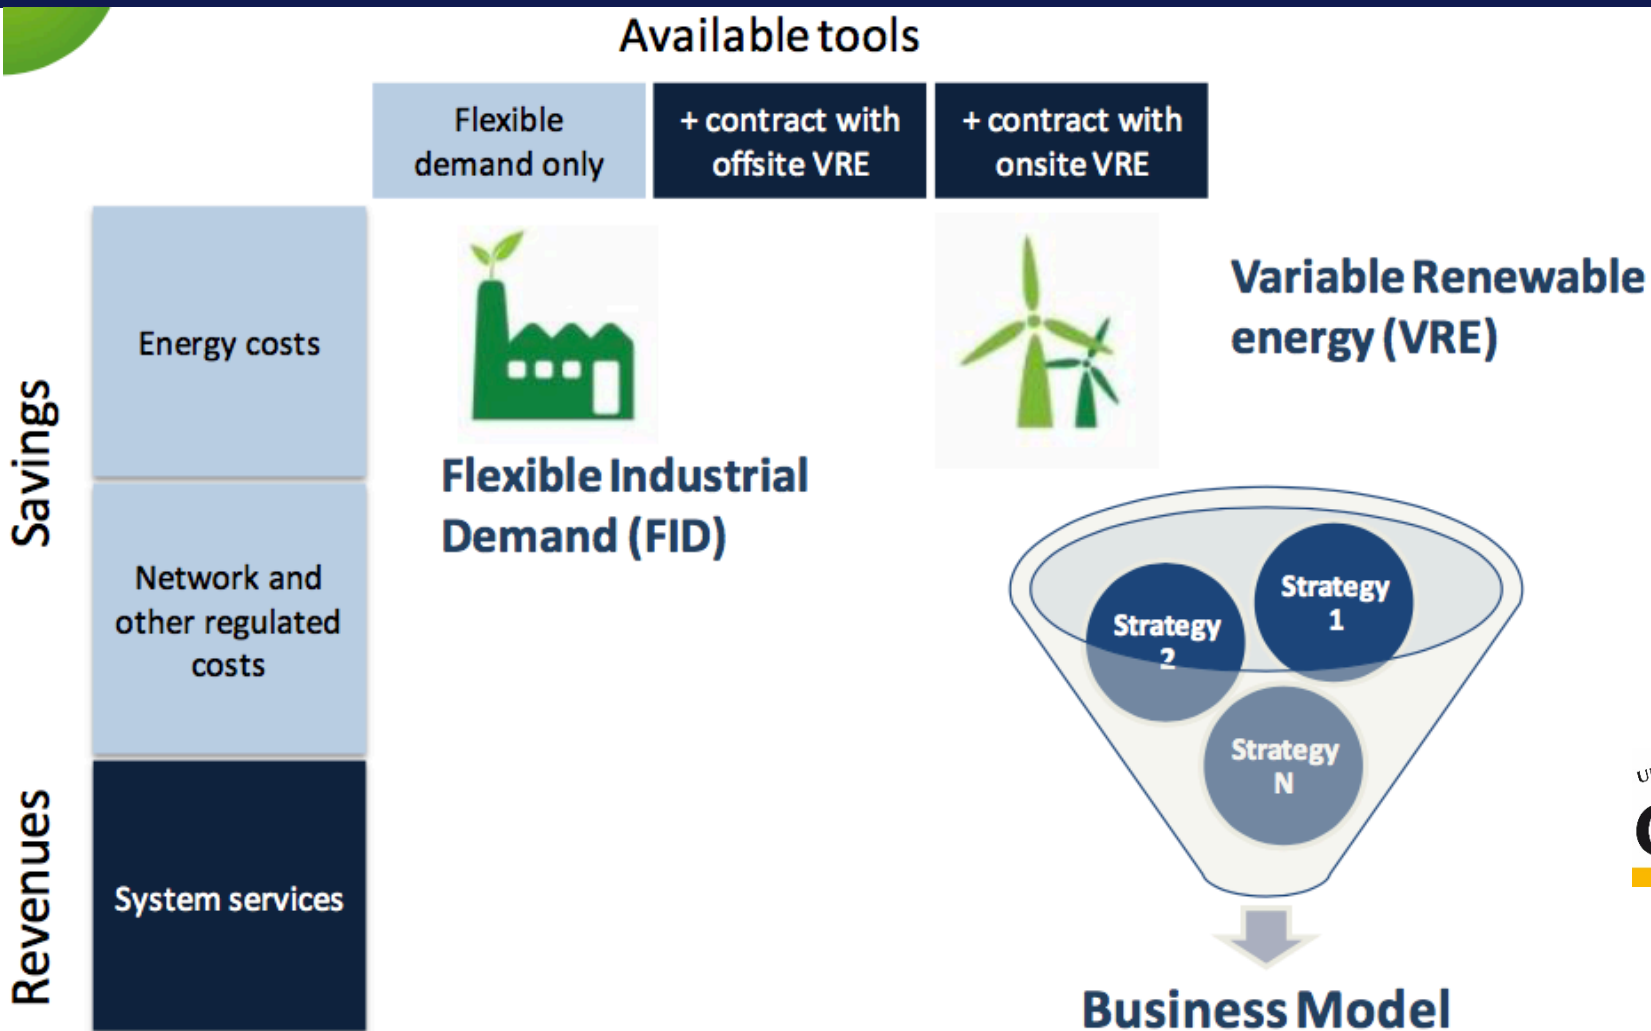 Available tools
Flexible
demand only
+ contract with
offsite VRE
+ contract with
onsite VRE
Savings
Energy costs
Variable Renewable
energy (VRE)
Flexible Industrial
Demand (FID)
Network and
other regulated
costs
Strategy
1
Strategy
2
Strategy
N
Revenues
System services
Business Model